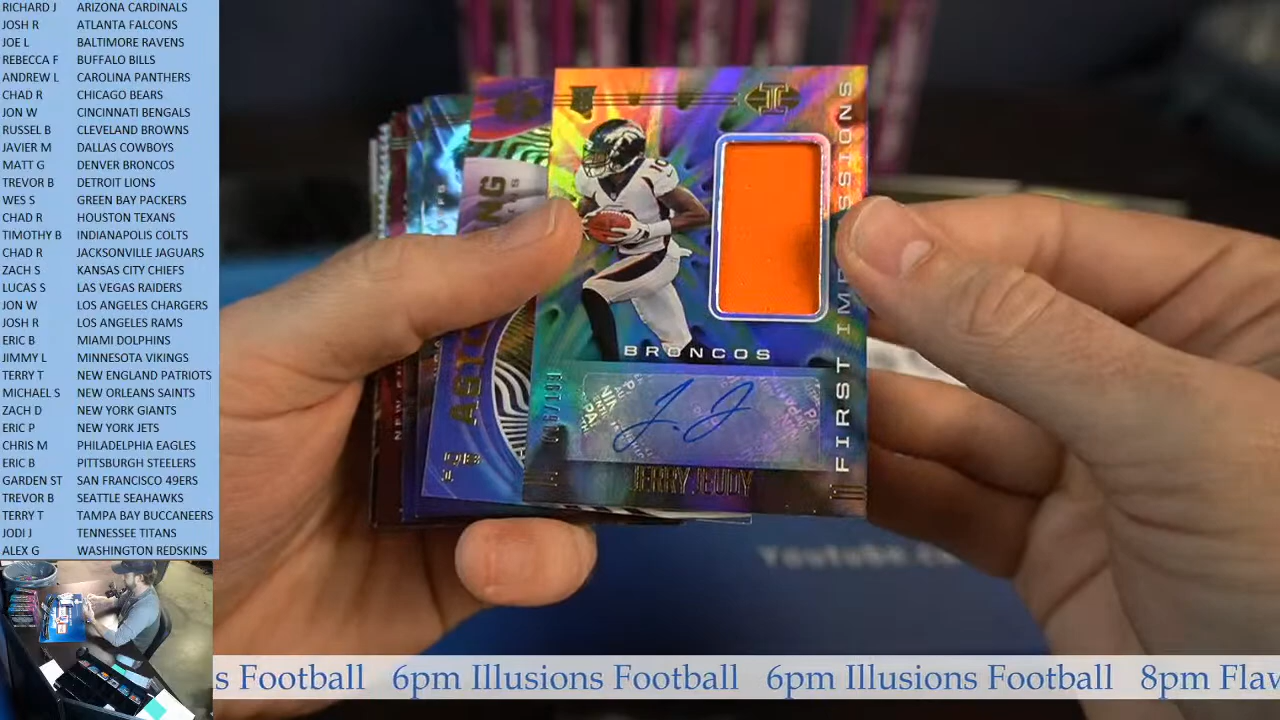 RICHARD J ARIZONA CARDINALS
JOSH R ATLANTA FALCONS
JOE L BALTIMORE RAVENS
REBECCA F BUFFALO BILLS
ANDREW L CAROLINA PANTHERS
CHAD R CHICAGO BEARS
JON W CINCINNATI BENGALS
RUSSEL B CLEVELAND BROWNS
JAVIER M DALLAS COWBOYS
MATT G DENVER BRONCOS
TREVOR B DETROIT LIONS
WES S GREEN BAY PACKERS
CHAD R HOUSTON TEXANS
TIMOTHY B INDIANAPOLIS COLTS
CHAD R JACKSONVILLE JAGUARS
ZACH S KANSAS CITY CHIEFS
LUCAS S LAS VEGAS RAIDERS
JON W LOS ANGELES CHARGERS
JOSH R LOS ANGELES RAMS
ERIC B MIAMI DOLPHINS
JIMMY L MINNESOTA VIKINGS
TERRY T NEW ENGLAND PATRIOTS
MICHAEL S NEW ORLEANS SAINTS
ZACH D NEW YORK GIANTS
ERIC P NEW YORK JETS
CHRIS M PHILADELPHIA EAGLES
ERIC B PITTSBURGH STEELERS
GARDEN ST SAN FRANCISCO 49ERS
TREVOR B SEATTLE SEAHAWKS
TERRY T TAMPA BAY BUCCANEERS
JODI J TENNESSEE TITANS
ALEX G WASHINGTON REDSKINS
BRONCOS
J. J
JERRY JEUDY
FIRST IMPRESSIONS
s Football 6pm Illusions Football 6pm Illusions Football 8pm Flaw